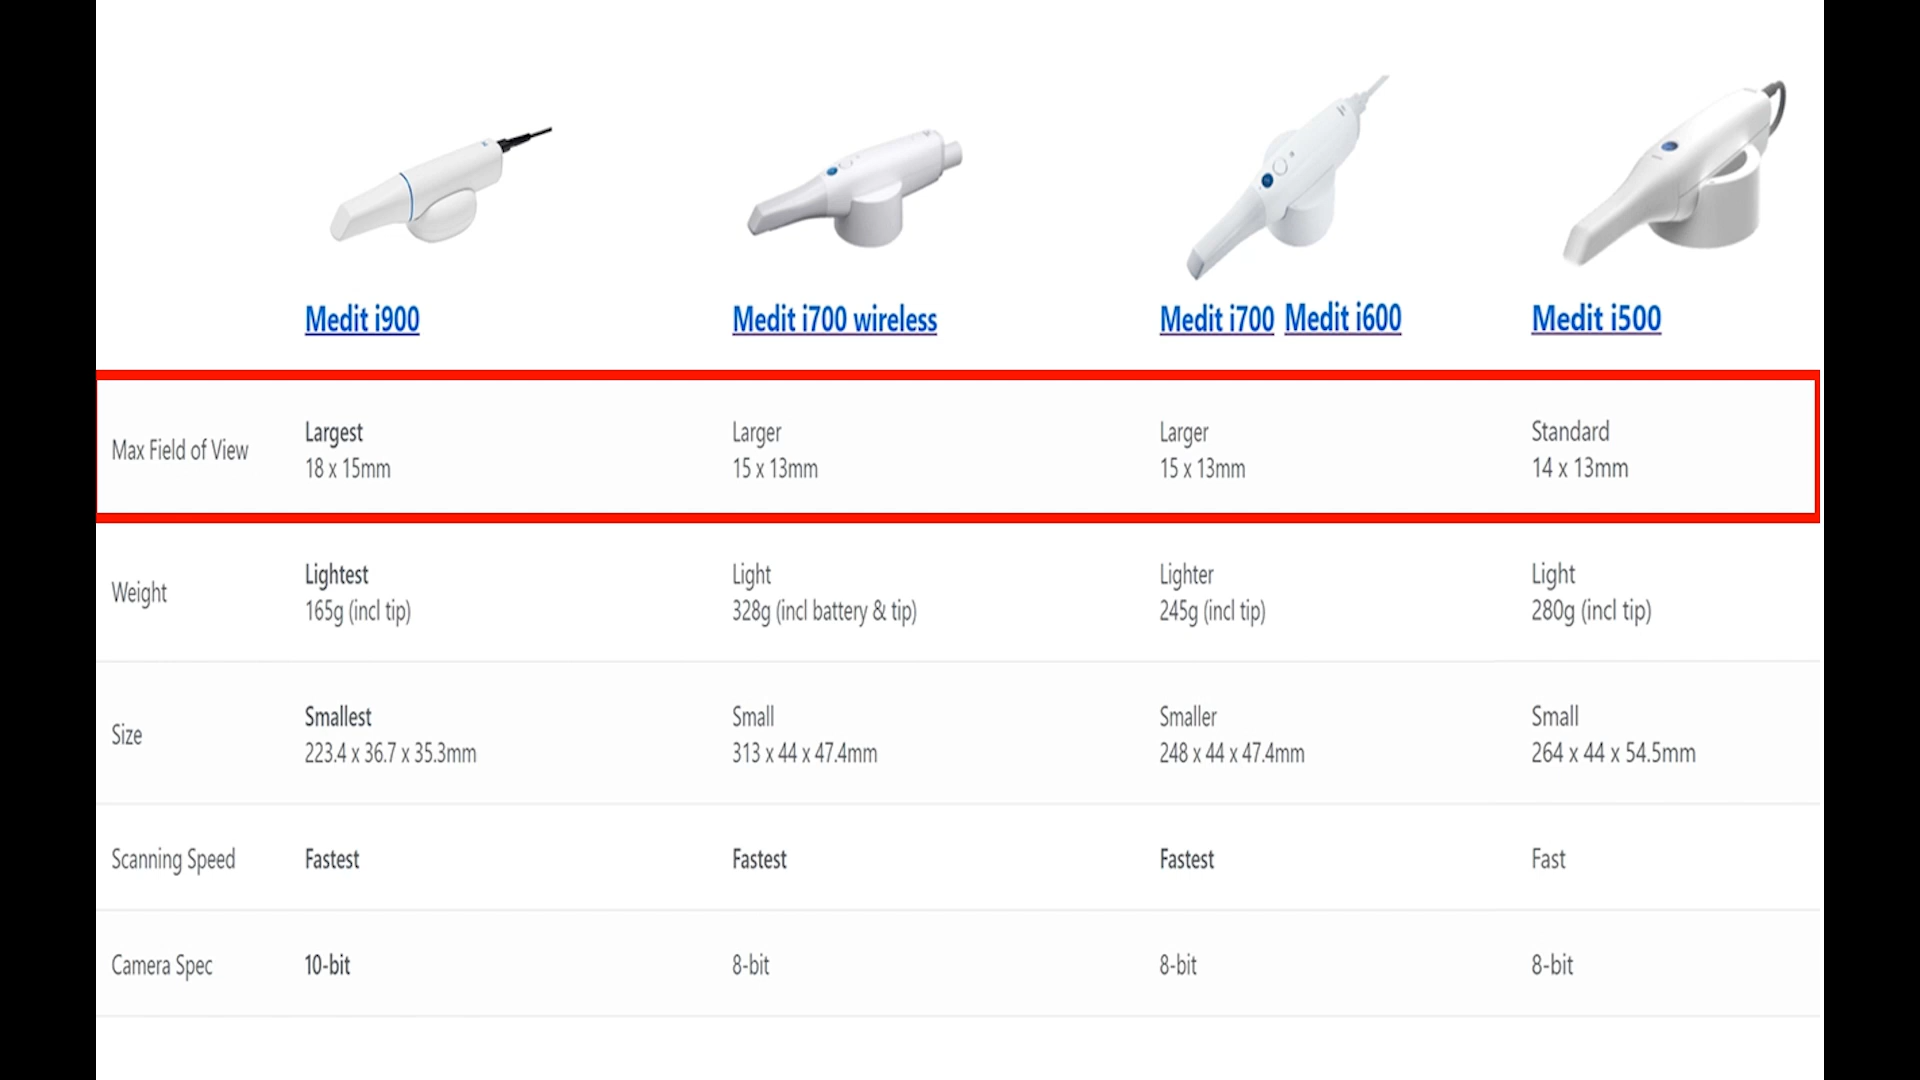 Medit i900
Medit i700 wireless
Medit i700 Medit i600
Medit i500
Max Field of View
Largest
18 x 15mm
Larger
15 x 13mm
Larger
15 x 13mm
Standard
14 x 13mm
Weight
Lightest
165g (incl tip)
Light
328g (incl battery & tip)
Lighter
245g (incl tip)
Light
280g (incl tip)
Size
Smallest
223.4 x 36.7 x 35.3mm
Small
313 x 44 x 47.4mm
Smaller
248 x 44 x 47.4mm
Small
264 x 44 x 54.5mm
Scanning Speed
Fastest
Fastest
Fastest
Fast
Camera Spec
10-bit
8-bit
8-bit
8-bit